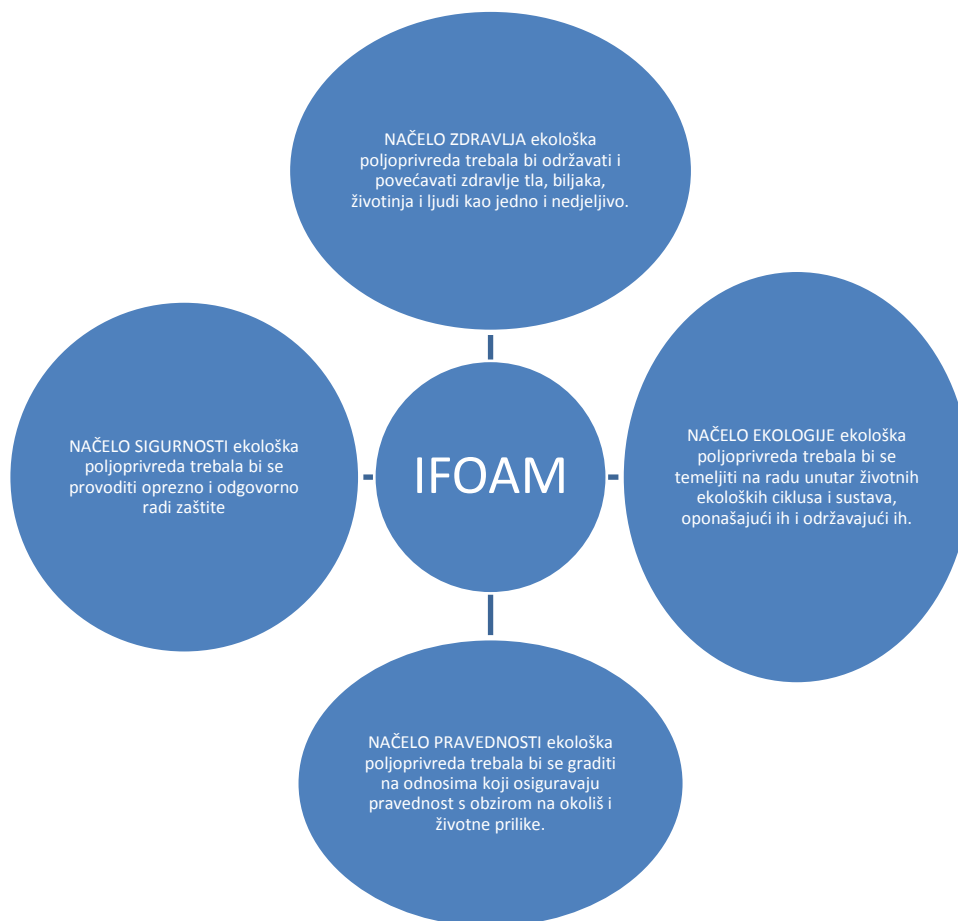 NAČELO ZDRAVLJA ekološka
poljoprivreda trebala bi održavati i
povećavati zdravlje tla, biljaka,
životinja i ljudi kao jedno i nedjeljivo.
NAČELO SIGURNOSTI ekološka
poljoprivreda trebala bi se
provoditi oprezno i odgovorno
radi zaštite
IFOAM
NAČELO EKOLOGIJE ekološka
poljoprivreda trebala bi se
temeljiti na radu unutar životnih
ekoloških ciklusa i sustava,
oponašajući ih i održavajući ih.
NAČELO PRAVEDNOSTI ekološka
poljoprivreda trebala bi se graditi
na odnosima koji osiguravaju
pravednost s obzirom na okoliš i
životne prilike.